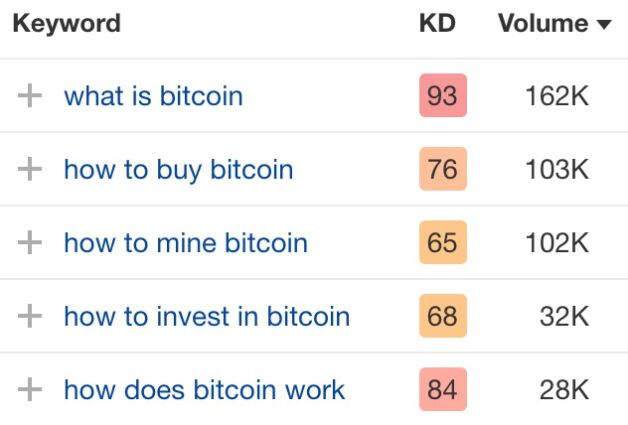 Keyword KD Volume ▼
+ what is bitcoin 93 162K
+ how to buy bitcoin 76 103K
+ how to mine bitcoin 65 102K
+ how to invest in bitcoin 68 32K
+ how does bitcoin work 84 28K